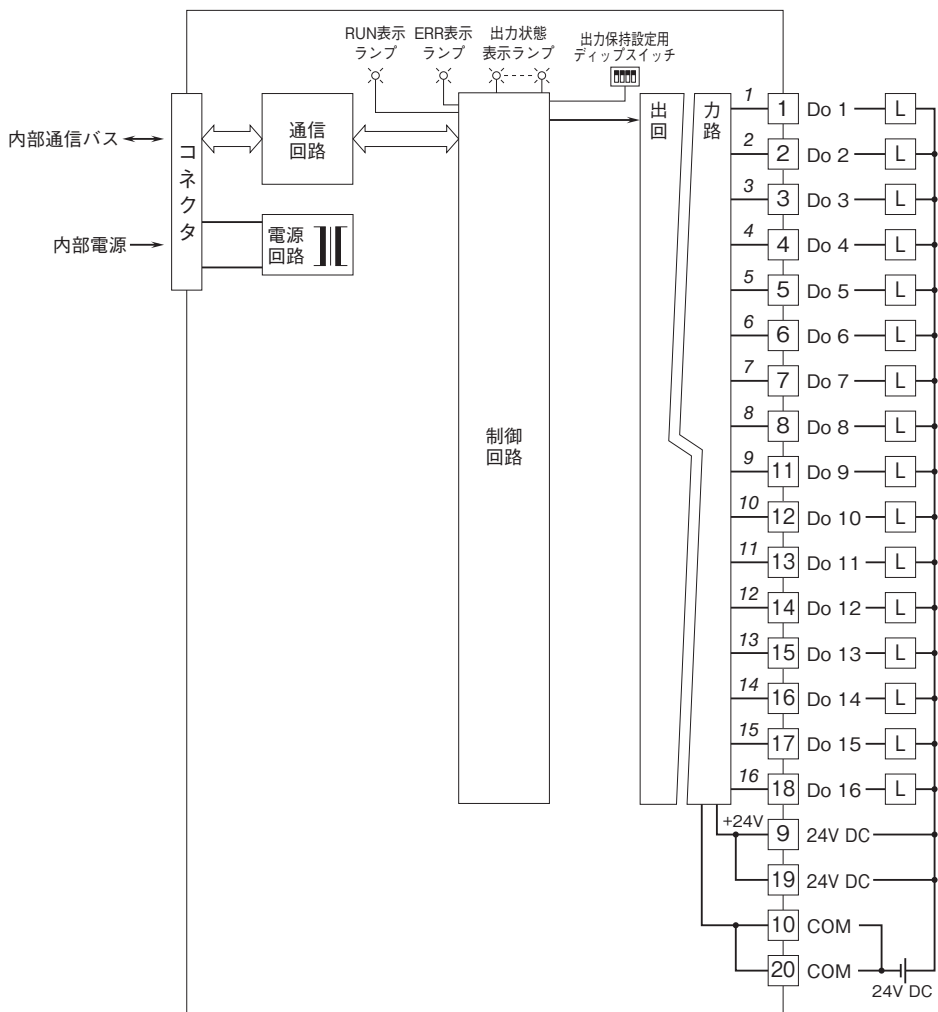 RUN表示
ランプ
ERR表示
ランプ
出力状態
表示ランプ
出力保持設定用
ディップスイッチ
内部通信バス
内部電源
コネクタ
通信
回路
電源
回路
制御
回路
出力
回路
1 1 Do 1 L
2 2 Do 2 L
3 3 Do 3 L
4 4 Do 4 L
5 5 Do 5 L
6 6 Do 6 L
7 7 Do 7 L
8 8 Do 8 L
9 11 Do 9 L
10 12 Do 10 L
11 13 Do 11 L
12 14 Do 12 L
13 15 Do 13 L
14 16 Do 14 L
15 17 Do 15 L
16 18 Do 16 L
+24V 9 24V DC
19 24V DC
10 COM
20 COM
24V DC